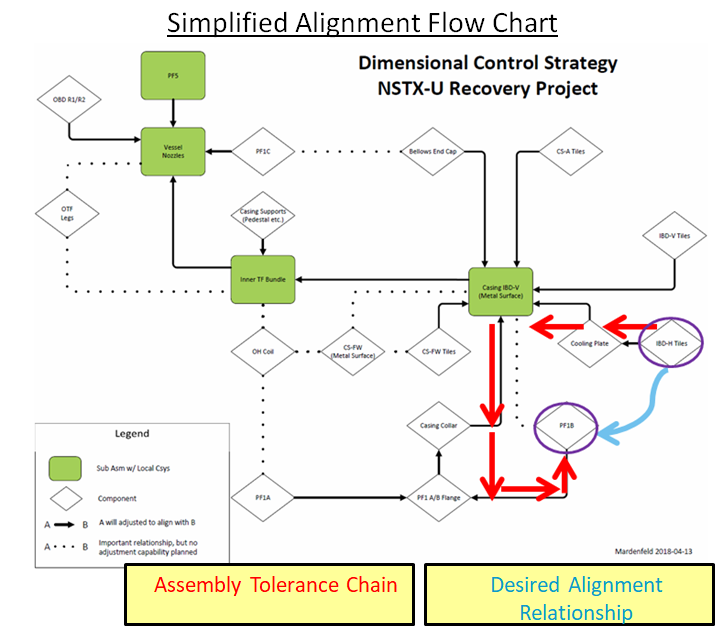 Simplified Alignment Flow Chart
Dimensional Control Strategy
NSTX-U Recovery Project
PF5
OBD R1/R2
Vessel
Nozzles
PF1C
Bellows End Cap
CS-A Tiles
OTF
Legs
Casing Supports
(Pedestal etc.)
IBD-V Tiles
Inner TF Bundle
Casing IBD-V
(Metal Surface)
OH Coil
CS-FW
(Metal Surface)
CS-FW Tiles
Cooling Plate
IBD-H Tiles
Casing Collar
PF1B
PF1A
PF1 A/B Flange
Legend
Sub Asm w/ Local Csys
Component
A B A will adjusted to align with B
A B Important relationship, but no
adjustment capability planned
Mardenfeld 2018-04-13
Assembly Tolerance Chain
Desired Alignment
Relationship